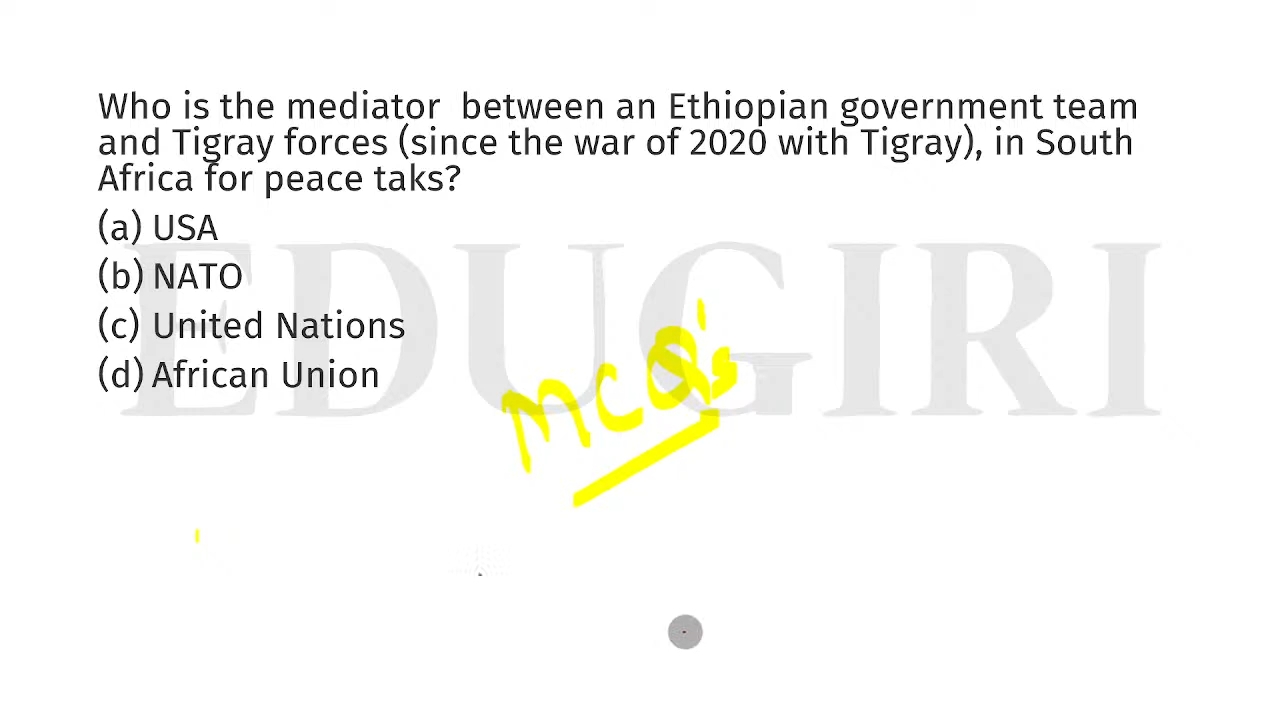 Who is the mediator between an Ethiopian government team
and Tigray forces (since the war of 2020 with Tigray), in South
Africa for peace taks?
(a) USA
(b) NATO
(c) United Nations
(d) African Union
EDUGIRI
MCQ's